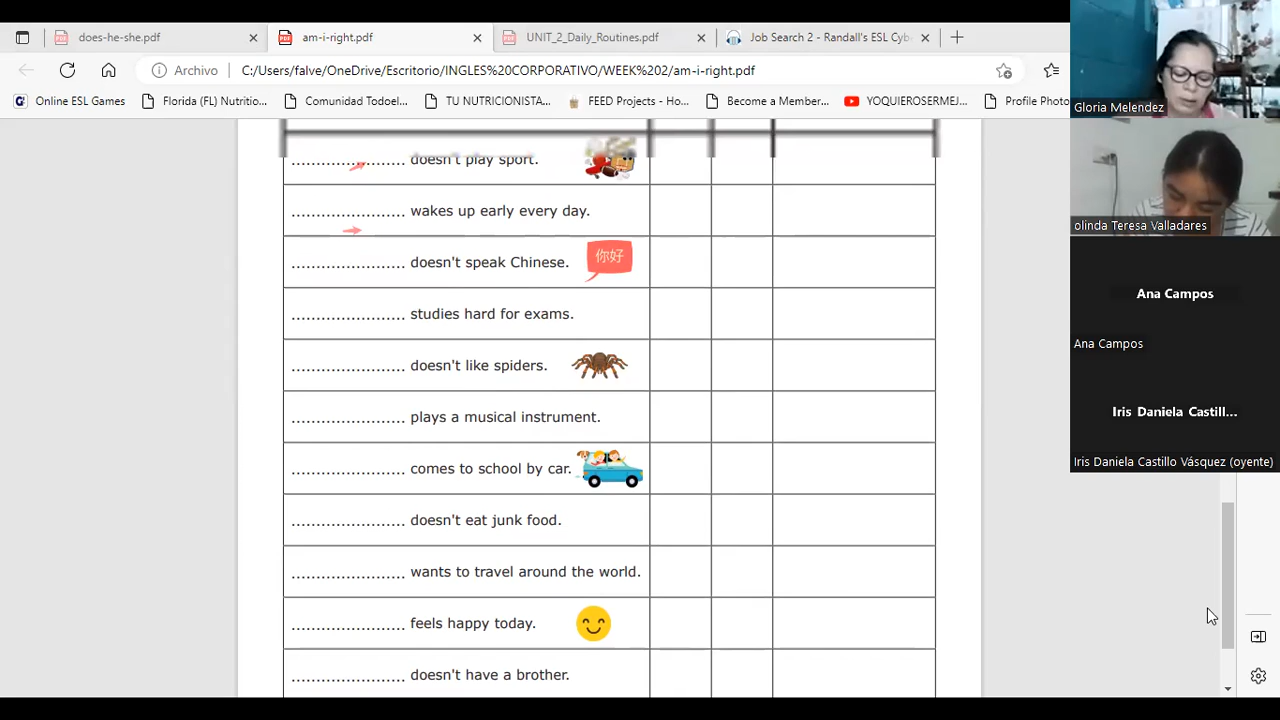 does-he-she.pdf
am-i-right.pdf
UNIT_2_Daily_Routines.pdf
Job Search 2 - Randall's ESL Cyb
Archivo
C:/Users/falve/OneDrive/Escritorio/INGLES%20CORPORATIVO/WEEK%202/am-i-right.pdf
Online ESL Games
Florida (FL) Nutritio...
Comunidad Todoel...
TU NUTRICIONISTA...
FEED Projects - Ho...
Become a Member...
YOQUIEROSERMEJ...
Profile Photo
Gloria Melendez
olinda Teresa Valladares
Ana Campos
Ana Campos
Iris Daniela Castill...
Iris Daniela Castillo Vásquez (oyente)
....................... doesn't play sport.
....................... wakes up early every day.
....................... doesn't speak Chinese.
你好
....................... studies hard for exams.
....................... doesn't like spiders.
....................... plays a musical instrument.
....................... comes to school by car.
....................... doesn't eat junk food.
....................... wants to travel around the world.
....................... feels happy today.
....................... doesn't have a brother.